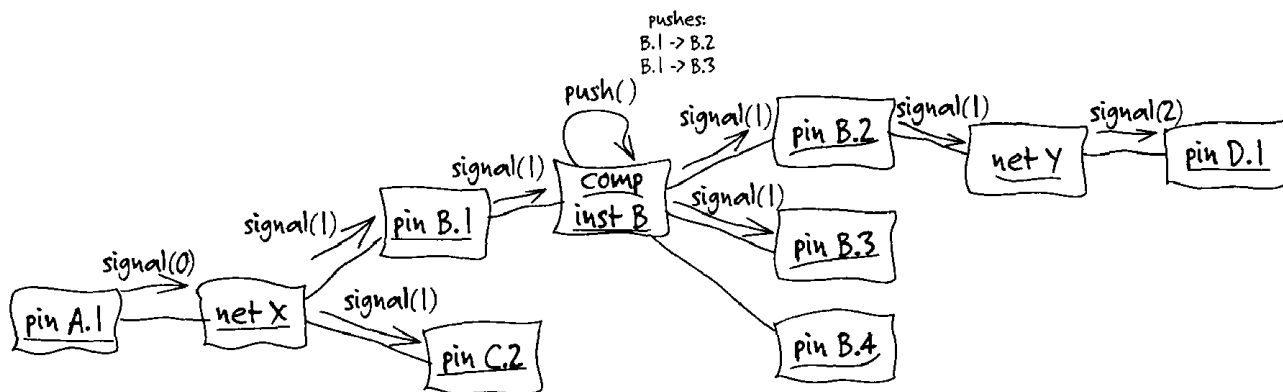 pushes:
B.1 -> B.2
B.1 -> B.3
push()
signal(1)
pin B.2
signal(1)
net Y
signal(2)
pin D.1
signal(1)
comp
inst B
signal(1)
pin B.3
signal(1)
pin B.1
signal(0)
pin A.1
net X
signal(1)
pin C.2
pin B.4